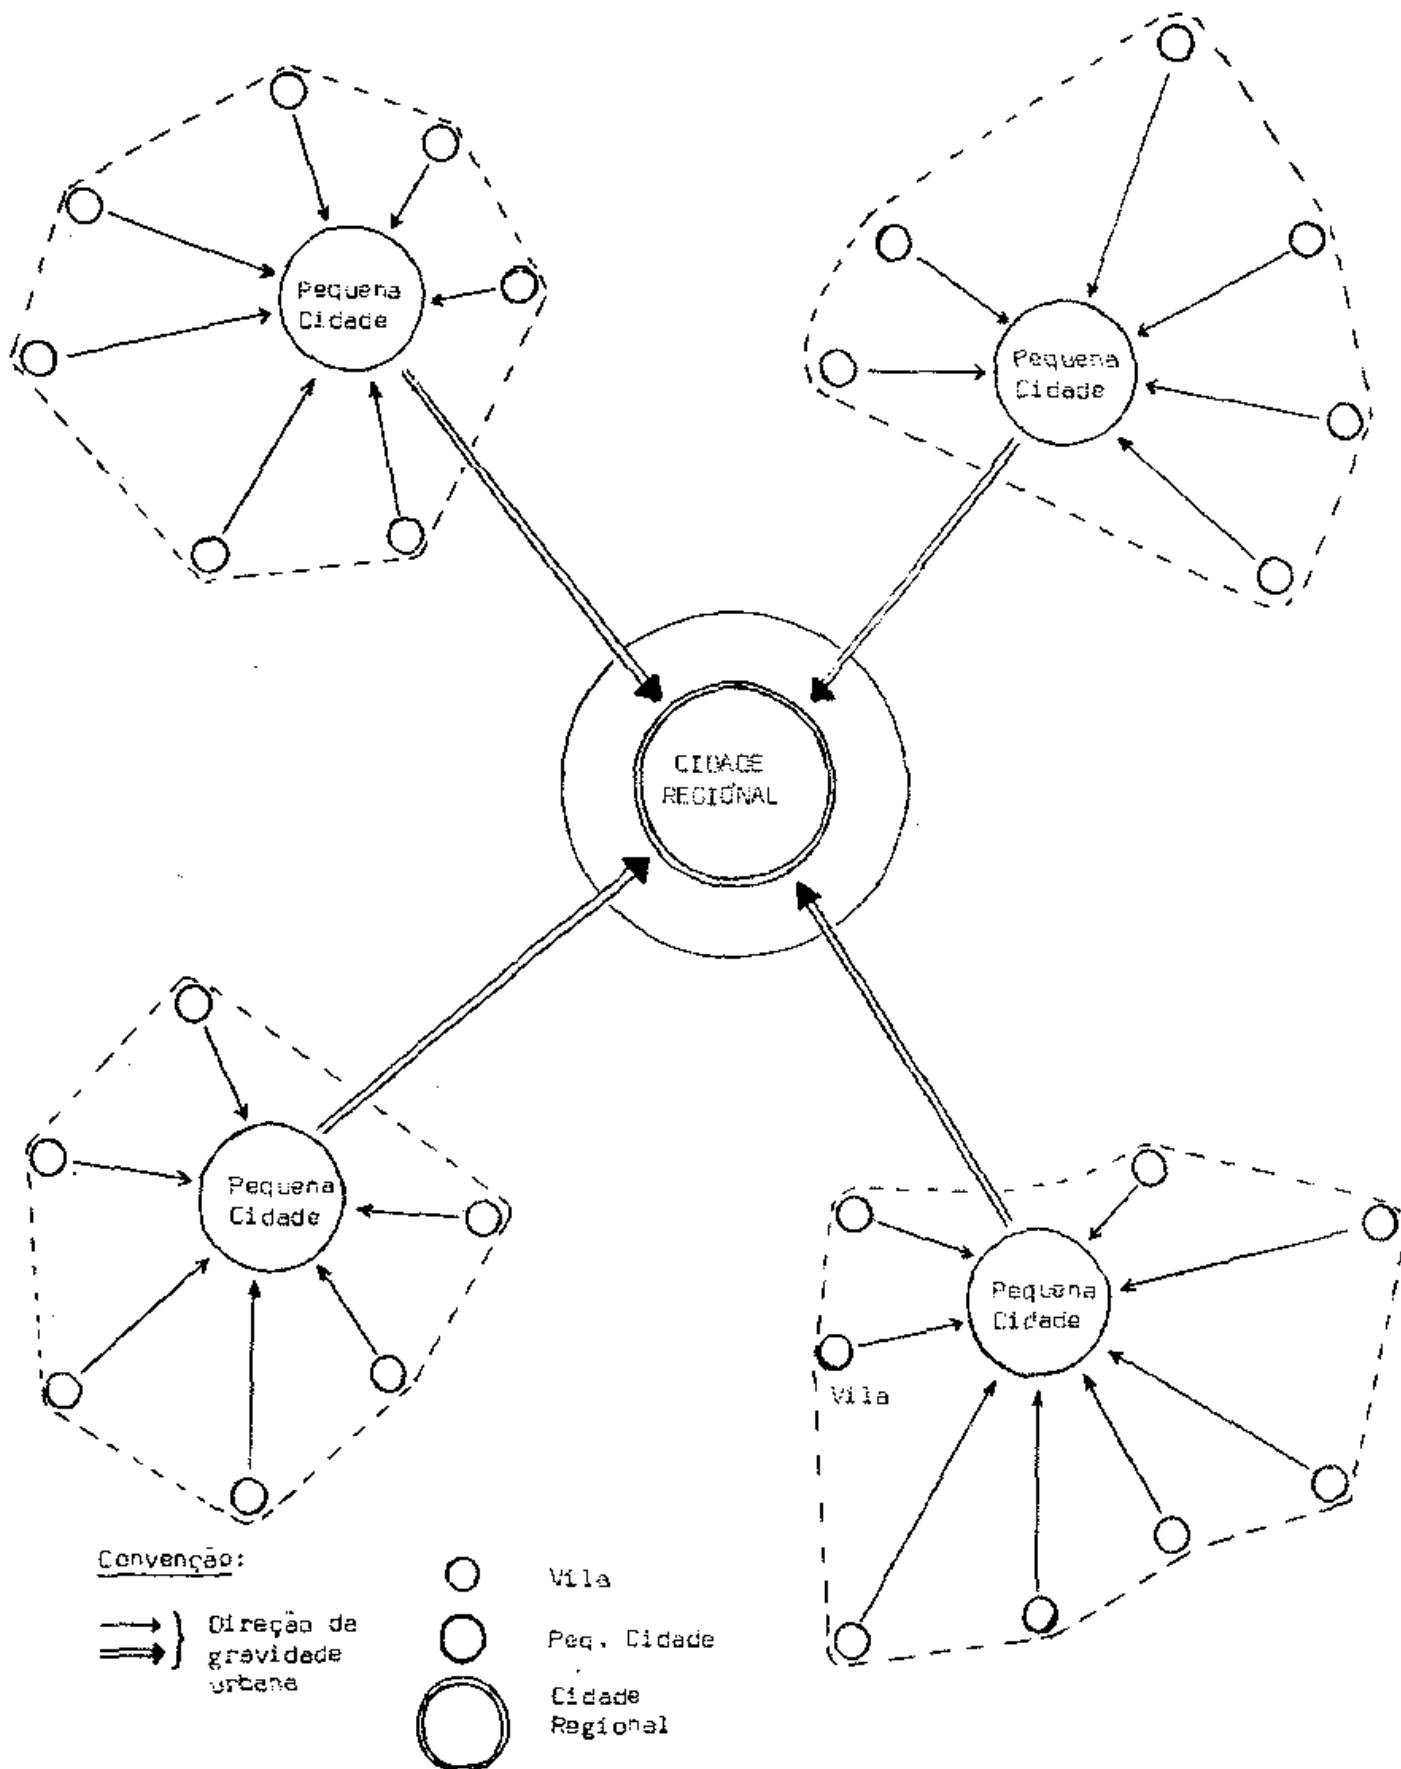 Pequena
Cidade
Pequena
Cidade
CIDADE
REGIONAL
Pequena
Cidade
Pequena
Cidade
Vila
Convenção:
Direção da
gravidade
urbana
Vila
Peq. Cidade
Cidade
Regional